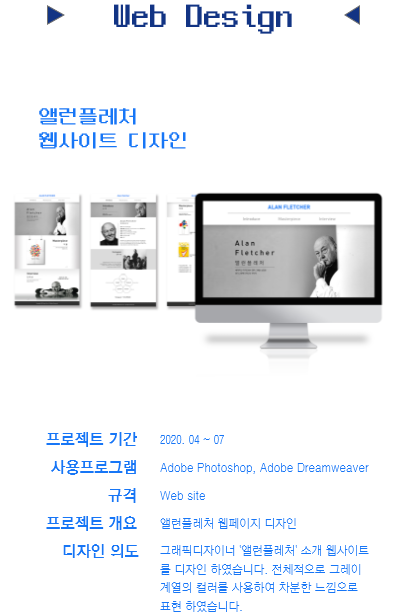 Web Design
앨런플레처
웹사이트 디자인
ALAN FLETCHER
Alan
Fletcher
앨런플레처
프로젝트 기간 2020. 04 ~ 07
사용프로그램 Adobe Photoshop, Adobe Dreamweaver
규격 Web site
프로젝트 개요 앨런플레처 웹페이지 디자인
디자인 의도 그래픽디자이너 '앨런플레처' 소개 웹사이트
를 디자인 하였습니다. 전체적으로 그레이
계열의 컬러를 사용하여 차분한 느낌으로
표현 하였습니다.